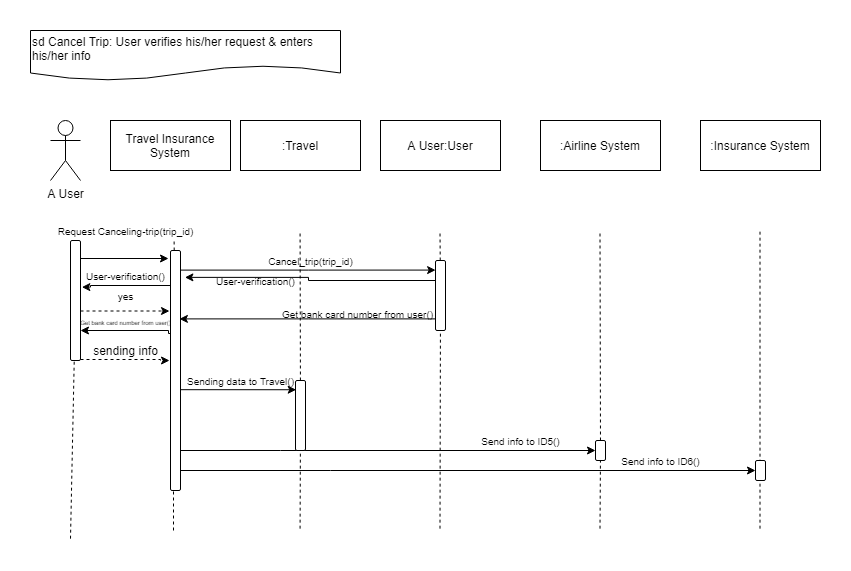 sd Cancel Trip: User verifies his/her request & enters
his/her info
Travel Insurance
System
:Travel
A User:User
:Airline System
:Insurance System
A User
Request Canceling-trip(trip_id)
Cancel_trip(trip_id)
User-verification()
User-verification()
yes
Get bank card number from user()
Get bank card number from user()
sending info
Sending data to Travel()
Send info to ID5()
Send info to ID6()